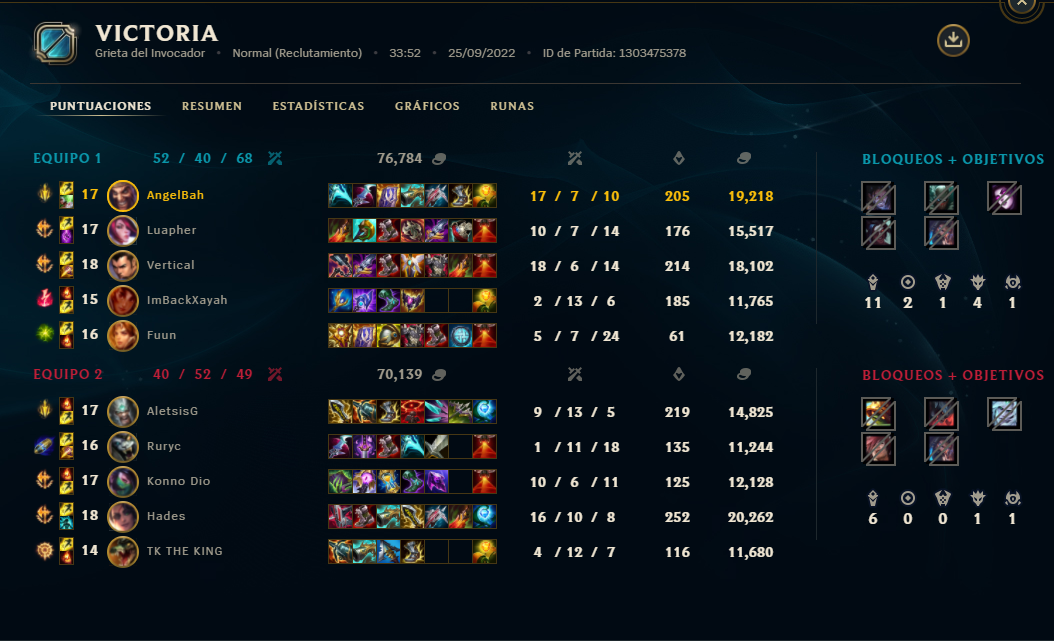 VICTORIA
Grieta del Invocador • Normal (Reclutamiento) • 33:52 • 25/09/2022 • ID de Partida: 1303475378
PUNTUACIONES RESUMEN ESTADÍSTICAS GRÁFICOS RUNAS
EQUIPO 1 52 / 40 / 68 76,784 BLOQUEOS + OBJETIVOS
17 AngelBah 17 / 7 / 10 205 19,218
17 Luapher 10 / 7 / 14 176 15,517
18 Vertical 18 / 6 / 14 214 18,102
15 ImBackXayah 2 / 13 / 6 185 11,765
11 2 1 4 1
16 Fuun 5 / 7 / 24 61 12,182
EQUIPO 2 40 / 52 / 49 70,139 BLOQUEOS + OBJETIVOS
17 AletsisG 9 / 13 / 5 219 14,825
16 Ruryc 1 / 11 / 18 135 11,244
17 Konno Dio 10 / 6 / 11 125 12,128
18 Hades 16 / 10 / 8 252 20,262
6 0 0 1 1
14 TK THE KING 4 / 12 / 7 116 11,680